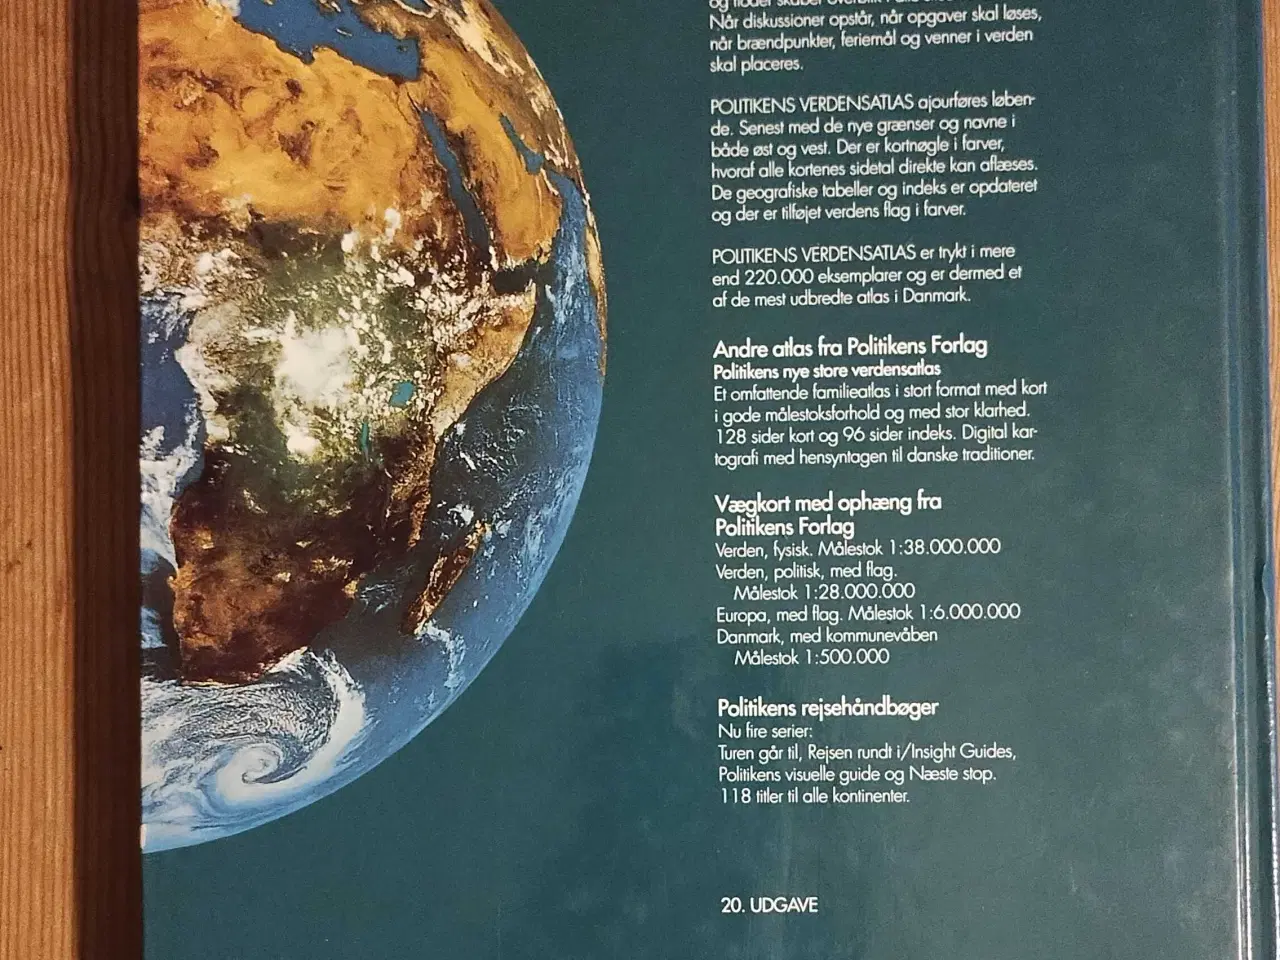 Når diskussioner opstår, når opgaver skal løses,
når brændpunkter, feriemål og venner i verden
skal placeres.
POLITIKENS VERDENSATLAS ajourføres løben-
de. Senest med de nye grænser og navne i
både øst og vest. Der er kortnøgle i farver,
hvoraf alle kortenes sidetal direkte kan aflæses.
De geografiske tabeller og indeks er opdateret
og der er tilføjet verdens flag i farver.
POLITIKENS VERDENSATLAS er trykt i mere
end 220.000 eksemplarer og er dermed et
af de mest udbredte atlas i Danmark.
Andre atlas fra Politikens Forlag
Politikens nye store verdensatlas
Et omfattende familieatlas i stort format med kort
i gode målestoksforhold og med stor klarhed.
128 sider kort og 96 sider indeks. Digital kar-
tografi med hensyntagen til danske traditioner.
Vægkort med ophæng fra
Politikens Forlag
Verden, fysisk. Målestok 1:38.000.000
Verden, politisk, med flag.
Målestok 1:28.000.000
Europa, med flag. Målestok 1:6.000.000
Danmark, med kommunevåben
Målestok 1:500.000
Politikens rejsehåndbøger
Nu fire serier:
Turen går til, Rejsen rundt i/Insight Guides,
Politikens visuelle guide og Næste stop.
118 titler til alle kontinenter.
20. UDGAVE